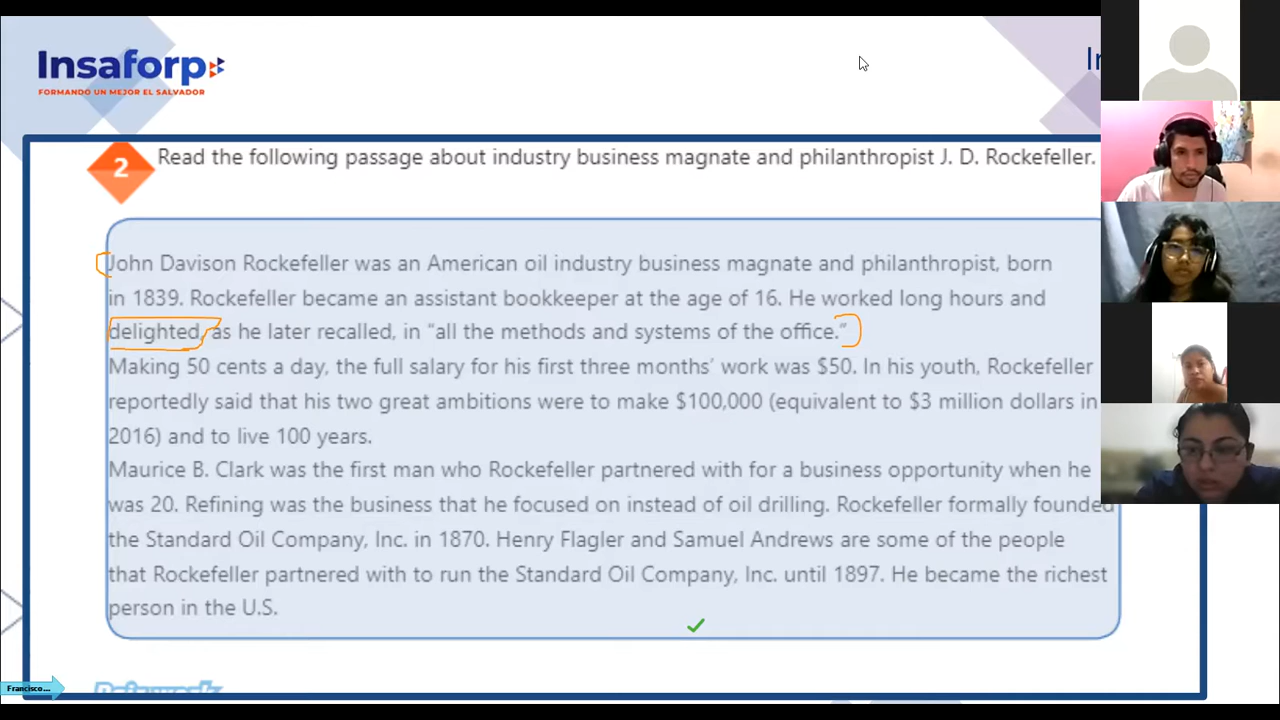 Insaforp
FORMANDO UN MEJOR EL SALVADOR
2
Read the following passage about industry business magnate and philanthropist J. D. Rockefeller.
John Davison Rockefeller was an American oil industry business magnate and philanthropist, born
in 1839. Rockefeller became an assistant bookkeeper at the age of 16. He worked long hours and
delighted, as he later recalled, in “all the methods and systems of the office.”
Making 50 cents a day, the full salary for his first three months’ work was $50. In his youth, Rockefeller
reportedly said that his two great ambitions were to make $100,000 (equivalent to $3 million dollars in
2016) and to live 100 years.
Maurice B. Clark was the first man who Rockefeller partnered with for a business opportunity when he
was 20. Refining was the business that he focused on instead of oil drilling. Rockefeller formally founded
the Standard Oil Company, Inc. in 1870. Henry Flagler and Samuel Andrews are some of the people
that Rockefeller partnered with to run the Standard Oil Company, Inc. until 1897. He became the richest
person in the U.S.
Francisco...